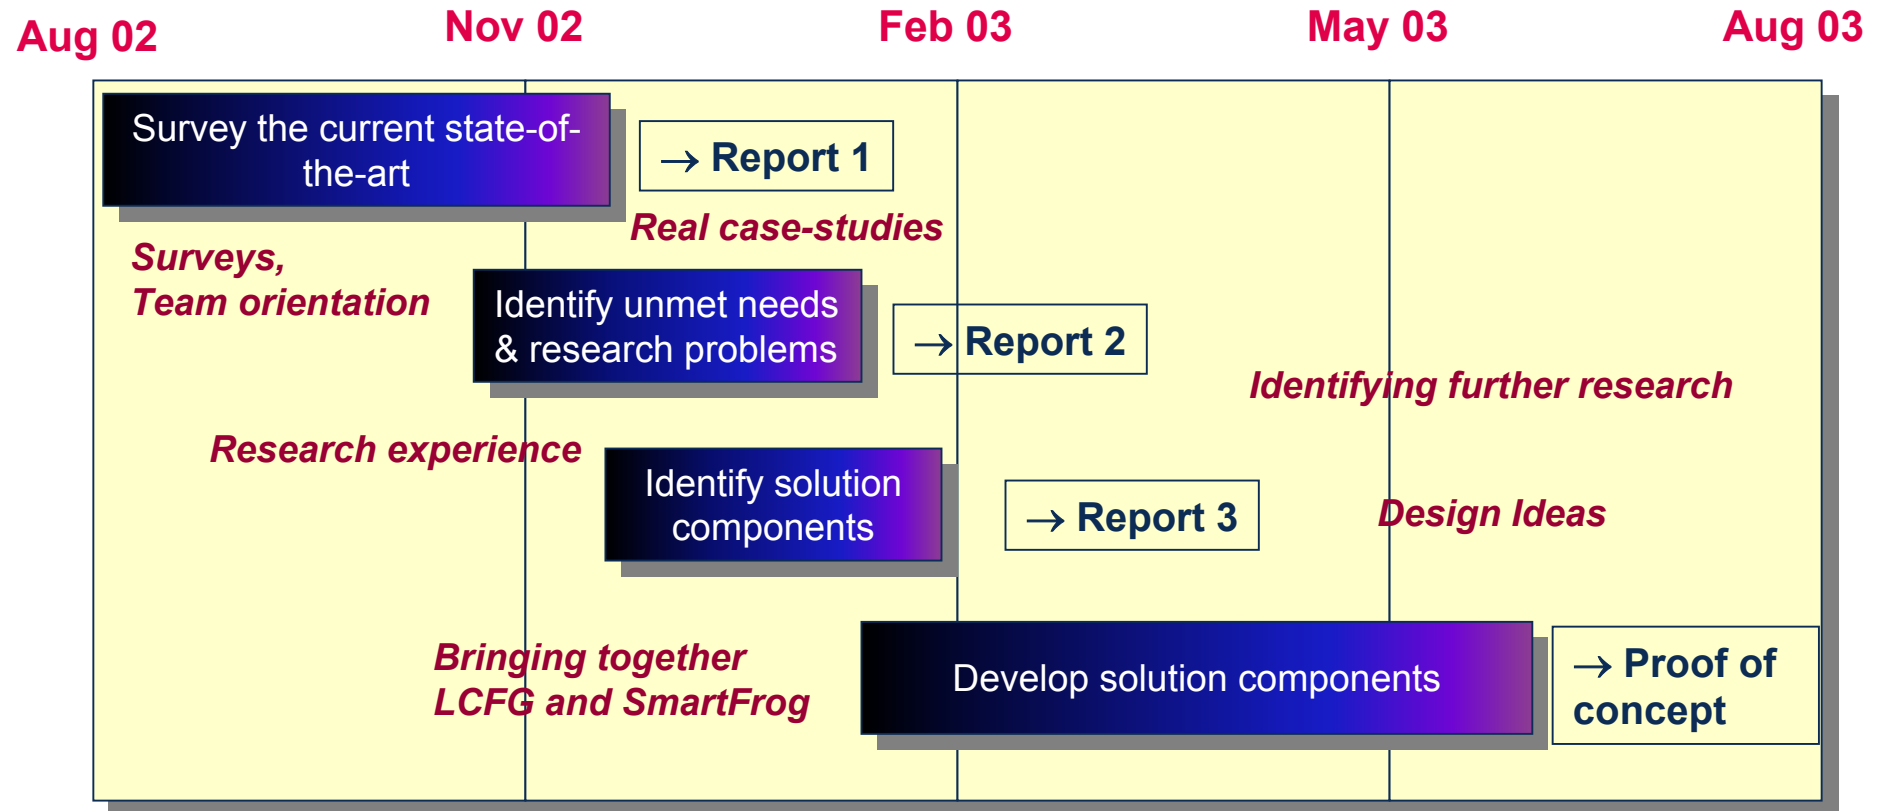 Aug 02
Nov 02
Feb 03
May 03
Aug 03
Survey the current state-of-
the-art
→ Report 1
Real case-studies
Surveys,
Team orientation
Identify unmet needs
& research problems
→ Report 2
Identifying further research
Research experience
Identify solution
components
→ Report 3
Design Ideas
Bringing together
LCFG and SmartFrog
Develop solution components
→ Proof of
concept